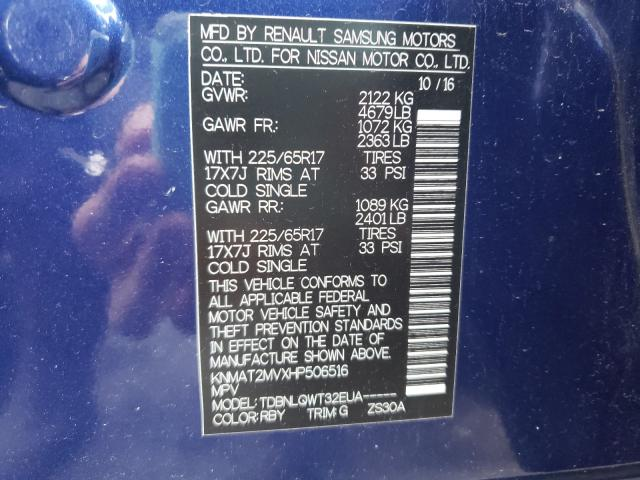 MFD BY RENAULT SAMSUNG MOTORS
CO., LTD. FOR NISSAN MOTOR CO., LTD.
DATE: 10 / 16
GVWR: 2122 KG
4679 LB
GAWR FR: 1072 KG
2363 LB
WITH 225/65R17 TIRES
17X7J RIMS AT 33 PSI
COLD SINGLE
GAWR RR: 1089 KG
2401 LB
WITH 225/65R17 TIRES
17X7J RIMS AT 33 PSI
COLD SINGLE
THIS VEHICLE CONFORMS TO
ALL APPLICABLE FEDERAL
MOTOR VEHICLE SAFETY AND
THEFT PREVENTION STANDARDS
IN EFFECT ON THE DATE OF
MANUFACTURE SHOWN ABOVE.
KNMAT2MVXHP506516
MPV
MODEL: TDBNLQWT32EUA-----
COLOR: RBY TRIM: G ZS30A